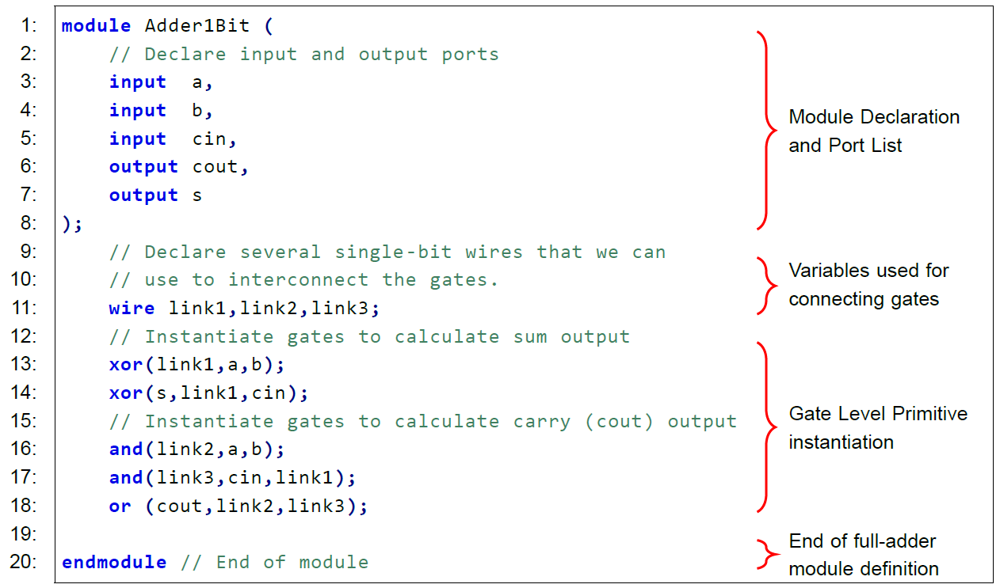 1: module Adder1Bit (
2: // Declare input and output ports
3: input a,
4: input b,
5: input cin,
6: output cout,
7: output s
8: );
9: // Declare several single-bit wires that we can
10: // use to interconnect the gates.
11: wire link1,link2,link3;
12: // Instantiate gates to calculate sum output
13: xor(link1,a,b);
14: xor(s,link1,cin);
15: // Instantiate gates to calculate carry (cout) output
16: and(link2,a,b);
17: and(link3,cin,link1);
18: or (cout,link2,link3);
19:
20: endmodule // End of module
Module Declaration
and Port List
Variables used for
connecting gates
Gate Level Primitive
instantiation
End of full-adder
module definition